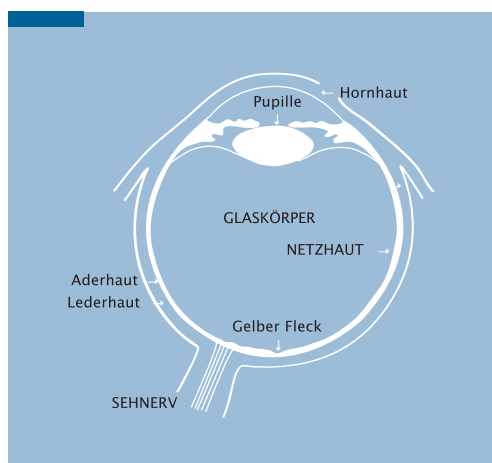 Hornhaut
Pupille
GLASKÖRPER
NETZHAUT
Aderhaut
Lederhaut
Gelber Fleck
SEHNERV